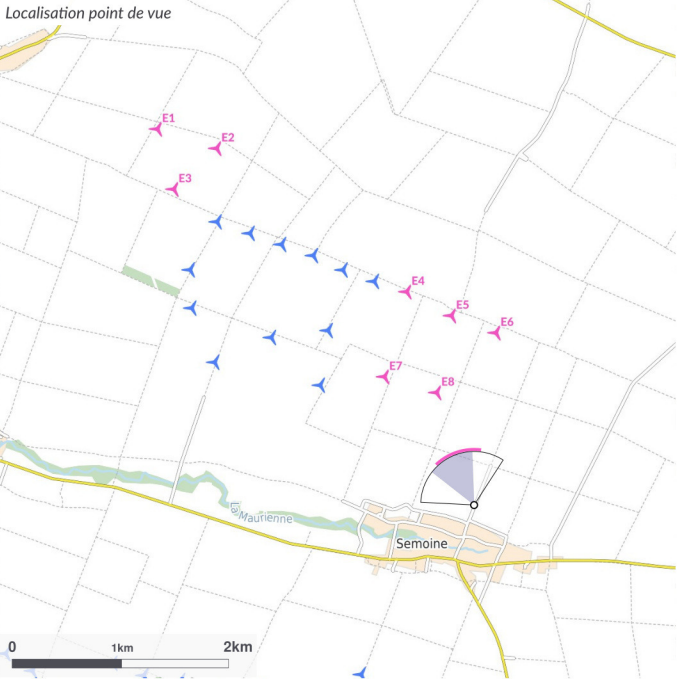 Localisation point de vue
E1
E2
E3
E4
E5
E6
E7
E8
La Maurienne
Semoine
0 1km 2km